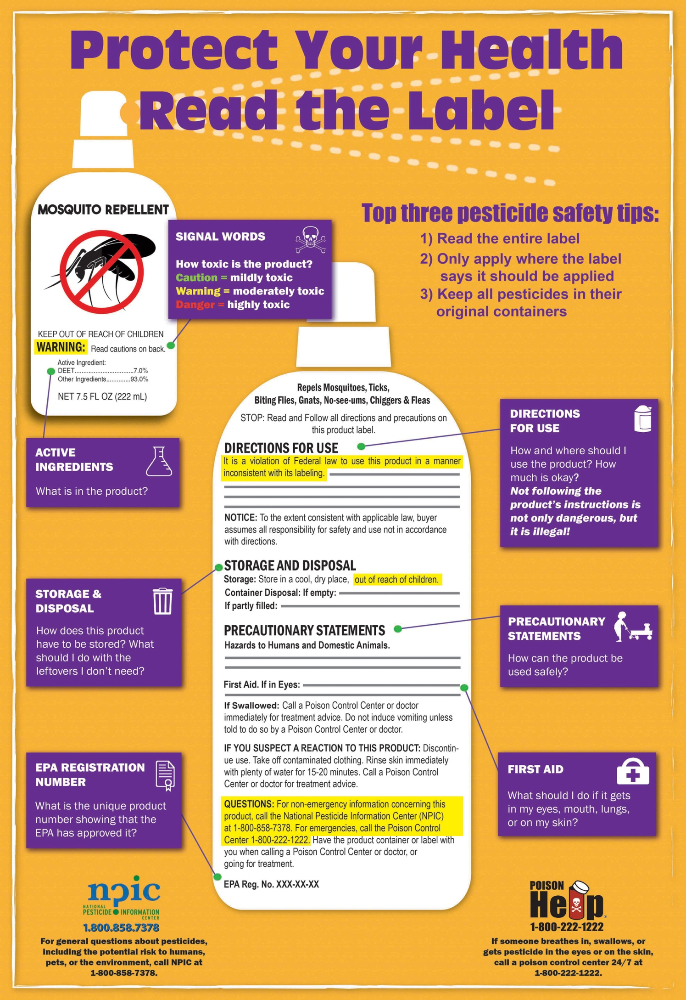 Protect Your Health
Read the Label
MOSQUITO REPELLENT
KEEP OUT OF REACH OF CHILDREN
WARNING: Read cautions on back.
Active Ingredient:
DEET..................................7.0%
Other Ingredients..............93.0%
NET 7.5 FL OZ (222 mL)
SIGNAL WORDS
How toxic is the product?
Caution = mildly toxic
Warning = moderately toxic
Danger = highly toxic
Top three pesticide safety tips:
1) Read the entire label
2) Only apply where the label
says it should be applied
3) Keep all pesticides in their
original containers
ACTIVE
INGREDIENTS
What is in the product?
STORAGE &
DISPOSAL
How does this product
have to be stored? What
should I do with the
leftovers I don't need?
EPA REGISTRATION
NUMBER
What is the unique product
number showing that the
EPA has approved it?
Repels Mosquitoes, Ticks,
Biting Flies, Gnats, No-see-ums, Chiggers & Fleas
STOP: Read and Follow all directions and precautions on
this product label.
DIRECTIONS FOR USE
It is a violation of Federal law to use this product in a manner
inconsistent with its labeling.
NOTICE: To the extent consistent with applicable law, buyer
assumes all responsibility for safety and use not in accordance
with directions.
STORAGE AND DISPOSAL
Storage: Store in a cool, dry place, out of reach of children.
Container Disposal: If empty:
If partly filled:
PRECAUTIONARY STATEMENTS
Hazards to Humans and Domestic Animals.
First Aid. If in Eyes:
If Swallowed: Call a Poison Control Center or doctor
immediately for treatment advice. Do not induce vomiting unless
told to do so by a Poison Control Center or doctor.
IF YOU SUSPECT A REACTION TO THIS PRODUCT: Discontin-
ue use. Take off contaminated clothing. Rinse skin immediately
with plenty of water for 15-20 minutes. Call a Poison Control
Center or doctor for treatment advice.
QUESTIONS: For non-emergency information concerning this
product, call the National Pesticide Information Center (NPIC)
at 1-800-858-7378. For emergencies, call the Poison Control
Center 1-800-222-1222. Have the product container or label with
you when calling a Poison Control Center or doctor, or
going for treatment.
EPA Reg. No. XXX-XX-XX
DIRECTIONS
FOR USE
How and where should I
use the product? How
much is okay?
Not following the
product's instructions is
not only dangerous, but
it is illegal!
PRECAUTIONARY
STATEMENTS
How can the product be
used safely?
FIRST AID
What should I do if it gets
in my eyes, mouth, lungs,
or on my skin?
npic
NATIONAL
PESTICIDE INFORMATION
CENTER
1.800.858.7378
For general questions about pesticides,
including the potential risk to humans,
pets, or the environment, call NPIC at
1-800-858-7378.
POISON
Help®
1-800-222-1222
If someone breathes in, swallows, or
gets pesticide in the eyes or on the skin,
call a poison control center 24/7 at
1-800-222-1222.